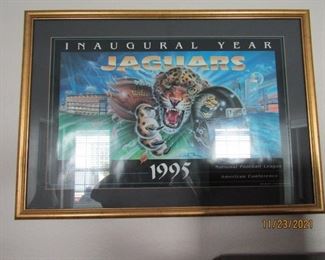 INAUGURAL YEAR
JAGUARS
1995
National Football League
American Conference
11/23/2021